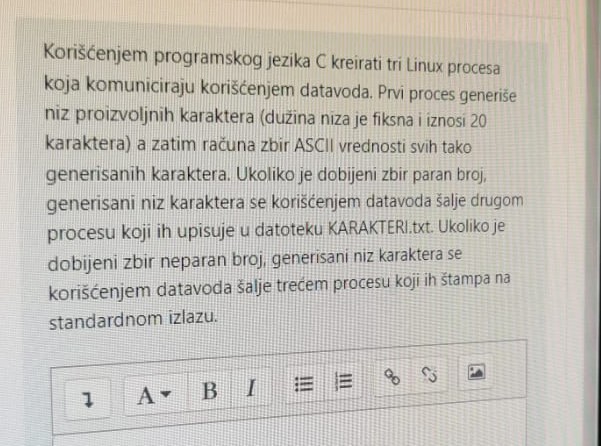 Korišćenjem programskog jezika C kreirati tri Linux procesa
koja komuniciraju korišćenjem datavoda. Prvi proces generiše
niz proizvoljnih karaktera (dužina niza je fiksna i iznosi 20
karaktera) a zatim računa zbir ASCII vrednosti svih tako
generisanih karaktera. Ukoliko je dobijeni zbir paran broj,
generisani niz karaktera se korišćenjem datavoda šalje drugom
procesu koji ih upisuje u datoteku KARAKTERI.txt. Ukoliko je
dobijeni zbir neparan broj, generisani niz karaktera se
korišćenjem datavoda šalje trećem procesu koji ih štampa na
standardnom izlazu.
A B I